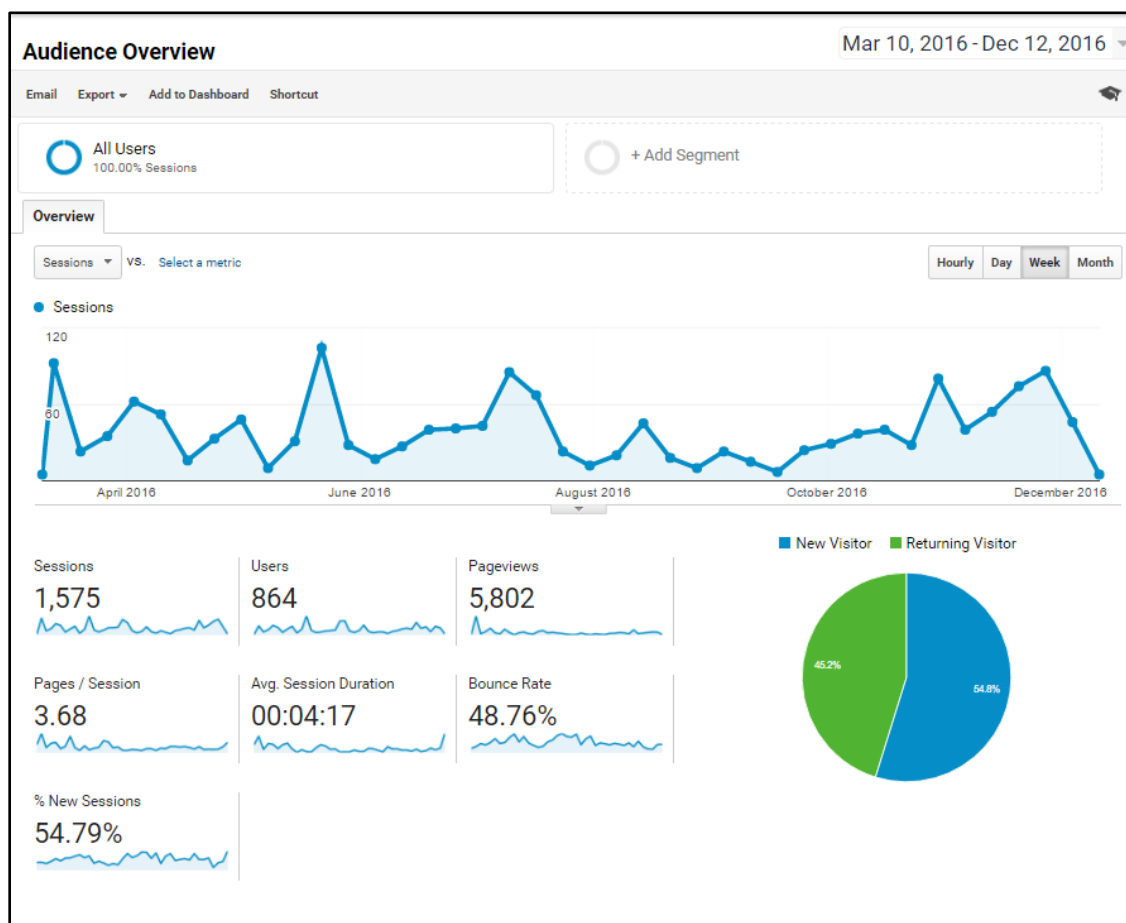 Audience Overview
Mar 10, 2016 - Dec 12, 2016
Email Export Add to Dashboard Shortcut
All Users
100.00% Sessions
+ Add Segment
Overview
Sessions VS. Select a metric
Hourly Day Week Month
Sessions
120
60
April 2016 June 2016 August 2016 October 2016 December 2016
New Visitor Returning Visitor
Sessions
1,575
Users
864
Pageviews
5,802
Pages / Session
3.68
Avg. Session Duration
00:04:17
Bounce Rate
48.76%
% New Sessions
54.79%
45.2%
54.8%